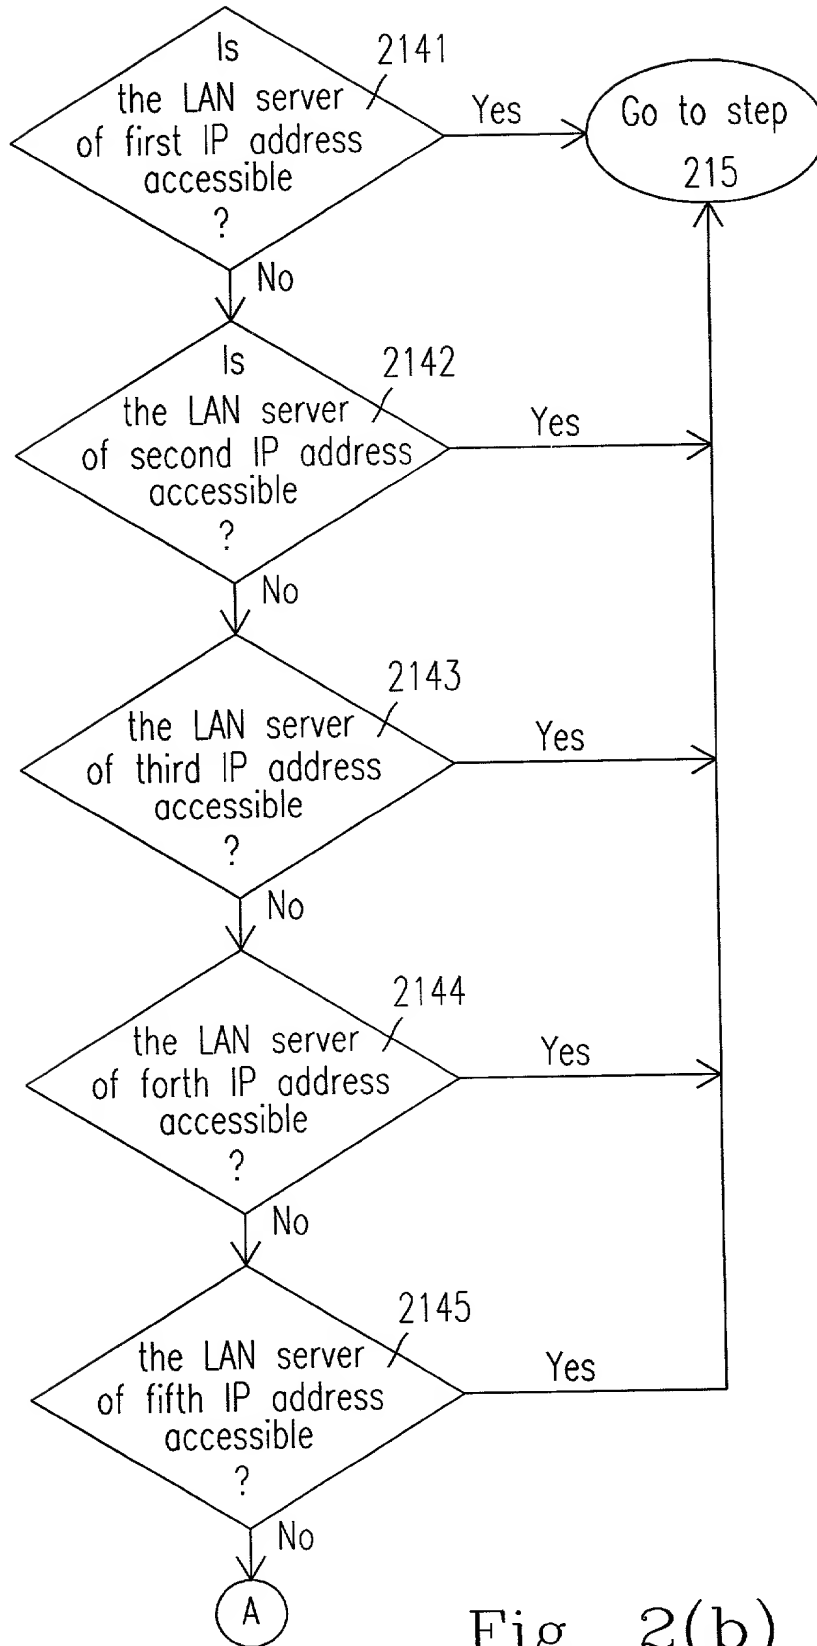 Is
the LAN server
of first IP address
accessible
?
2141
Yes
Go to step
215
No
Is
the LAN server
of second IP address
accessible
?
2142
Yes
No
the LAN server
of third IP address
accessible
?
2143
Yes
No
the LAN server
of forth IP address
accessible
?
2144
Yes
No
the LAN server
of fifth IP address
accessible
?
2145
Yes
No
A
Fig. 2(b)